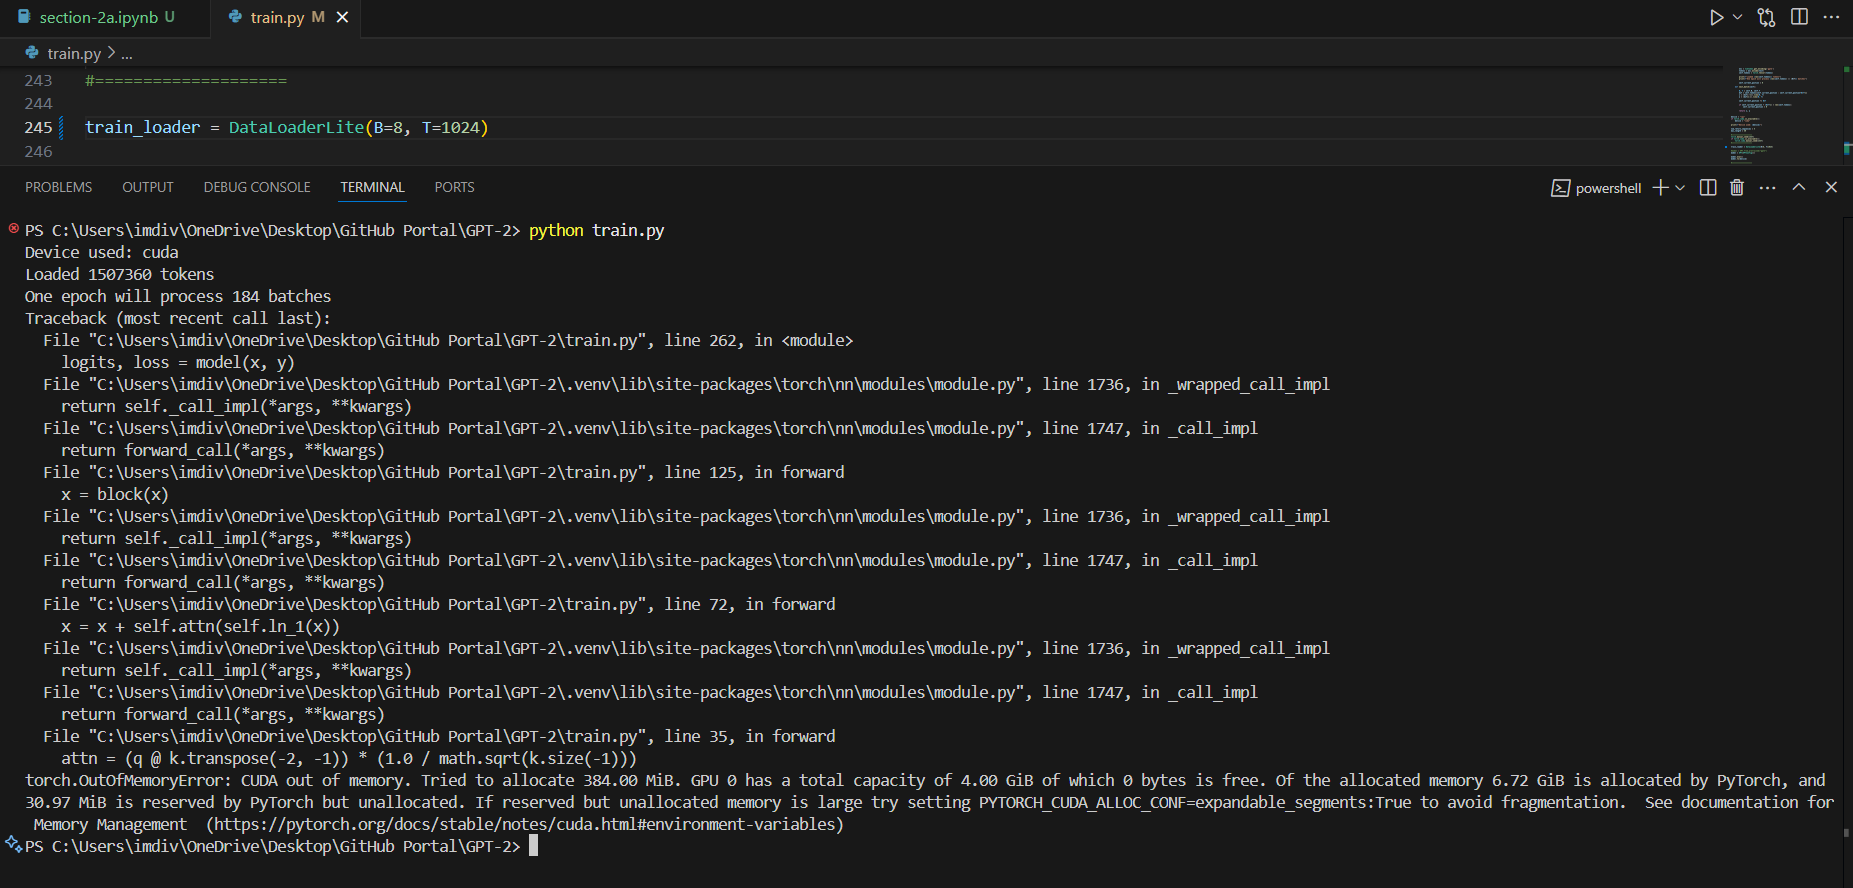 section-2a.ipynb U
train.py M
train.py > ...
243 #====================
244
245 train_loader = DataLoaderLite(B=8, T=1024)
246
PROBLEMS OUTPUT DEBUG CONSOLE TERMINAL PORTS
powershell
PS C:\Users\imdiv\OneDrive\Desktop\GitHub Portal\GPT-2> python train.py
Device used: cuda
Loaded 1507360 tokens
One epoch will process 184 batches
Traceback (most recent call last):
  File "C:\Users\imdiv\OneDrive\Desktop\GitHub Portal\GPT-2\train.py", line 262, in <module>
    logits, loss = model(x, y)
  File "C:\Users\imdiv\OneDrive\Desktop\GitHub Portal\GPT-2\.venv\lib\site-packages\torch\nn\modules\module.py", line 1736, in _wrapped_call_impl
    return self._call_impl(*args, **kwargs)
  File "C:\Users\imdiv\OneDrive\Desktop\GitHub Portal\GPT-2\.venv\lib\site-packages\torch\nn\modules\module.py", line 1747, in _call_impl
    return forward_call(*args, **kwargs)
  File "C:\Users\imdiv\OneDrive\Desktop\GitHub Portal\GPT-2\train.py", line 125, in forward
    x = block(x)
  File "C:\Users\imdiv\OneDrive\Desktop\GitHub Portal\GPT-2\.venv\lib\site-packages\torch\nn\modules\module.py", line 1736, in _wrapped_call_impl
    return self._call_impl(*args, **kwargs)
  File "C:\Users\imdiv\OneDrive\Desktop\GitHub Portal\GPT-2\.venv\lib\site-packages\torch\nn\modules\module.py", line 1747, in _call_impl
    return forward_call(*args, **kwargs)
  File "C:\Users\imdiv\OneDrive\Desktop\GitHub Portal\GPT-2\train.py", line 72, in forward
    x = x + self.attn(self.ln_1(x))
  File "C:\Users\imdiv\OneDrive\Desktop\GitHub Portal\GPT-2\.venv\lib\site-packages\torch\nn\modules\module.py", line 1736, in _wrapped_call_impl
    return self._call_impl(*args, **kwargs)
  File "C:\Users\imdiv\OneDrive\Desktop\GitHub Portal\GPT-2\.venv\lib\site-packages\torch\nn\modules\module.py", line 1747, in _call_impl
    return forward_call(*args, **kwargs)
  File "C:\Users\imdiv\OneDrive\Desktop\GitHub Portal\GPT-2\train.py", line 35, in forward
    attn = (q @ k.transpose(-2, -1)) * (1.0 / math.sqrt(k.size(-1)))
torch.OutOfMemoryError: CUDA out of memory. Tried to allocate 384.00 MiB. GPU 0 has a total capacity of 4.00 GiB of which 0 bytes is free. Of the allocated memory 6.72 GiB is allocated by PyTorch, and
30.97 MiB is reserved by PyTorch but unallocated. If reserved but unallocated memory is large try setting PYTORCH_CUDA_ALLOC_CONF=expandable_segments:True to avoid fragmentation.  See documentation for
 Memory Management  (https://pytorch.org/docs/stable/notes/cuda.html#environment-variables)
PS C:\Users\imdiv\OneDrive\Desktop\GitHub Portal\GPT-2>